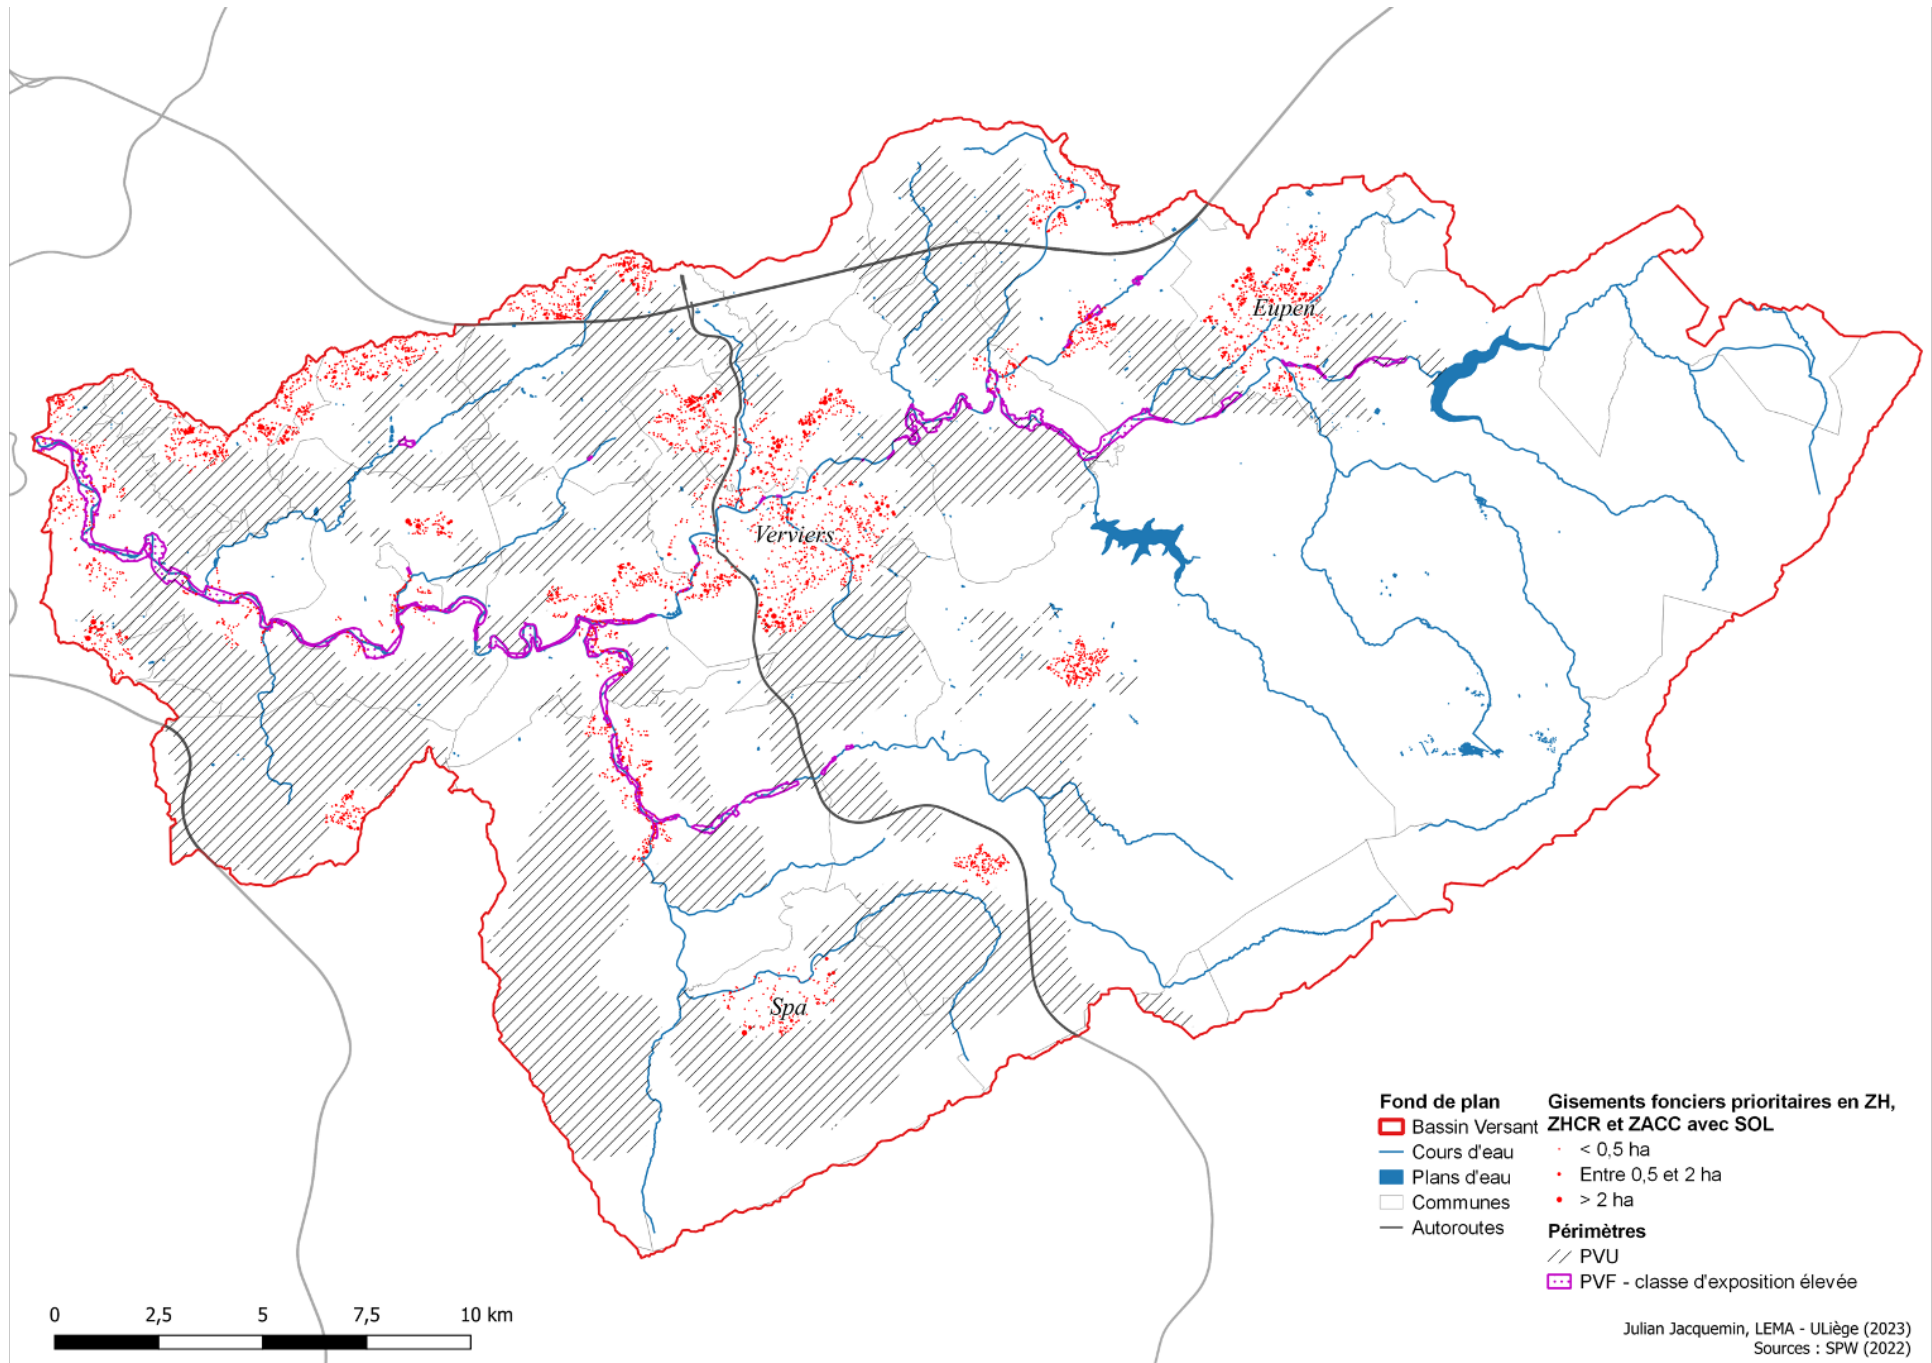 Eupen
Verviers
Spa
Fond de plan
Bassin Versant
Cours d'eau
Plans d'eau
Communes
Autoroutes
Gisements fonciers prioritaires en ZH,
ZHCR et ZACC avec SOL
< 0,5 ha
Entre 0,5 et 2 ha
> 2 ha
Périmètres
PVU
PVF - classe d'exposition élevée
0 2,5 5 7,5 10 km
Julian Jacquemin, LEMA - ULiège (2023)
Sources : SPW (2022)